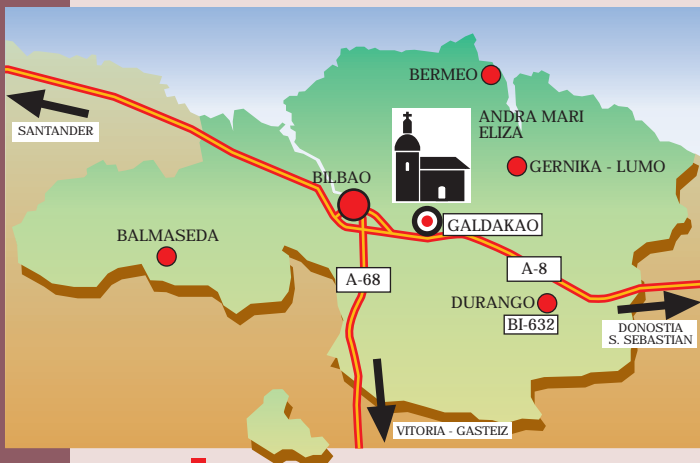 BERMEO
SANTANDER
ANDRA MARI
ELIZA
GERNIKA - LUMO
BILBAO
GALDAKAO
BALMASEDA
A-68
A-8
DURANGO
BI-632
DONOSTIA
S. SEBASTIAN
VITORIA - GASTEIZ